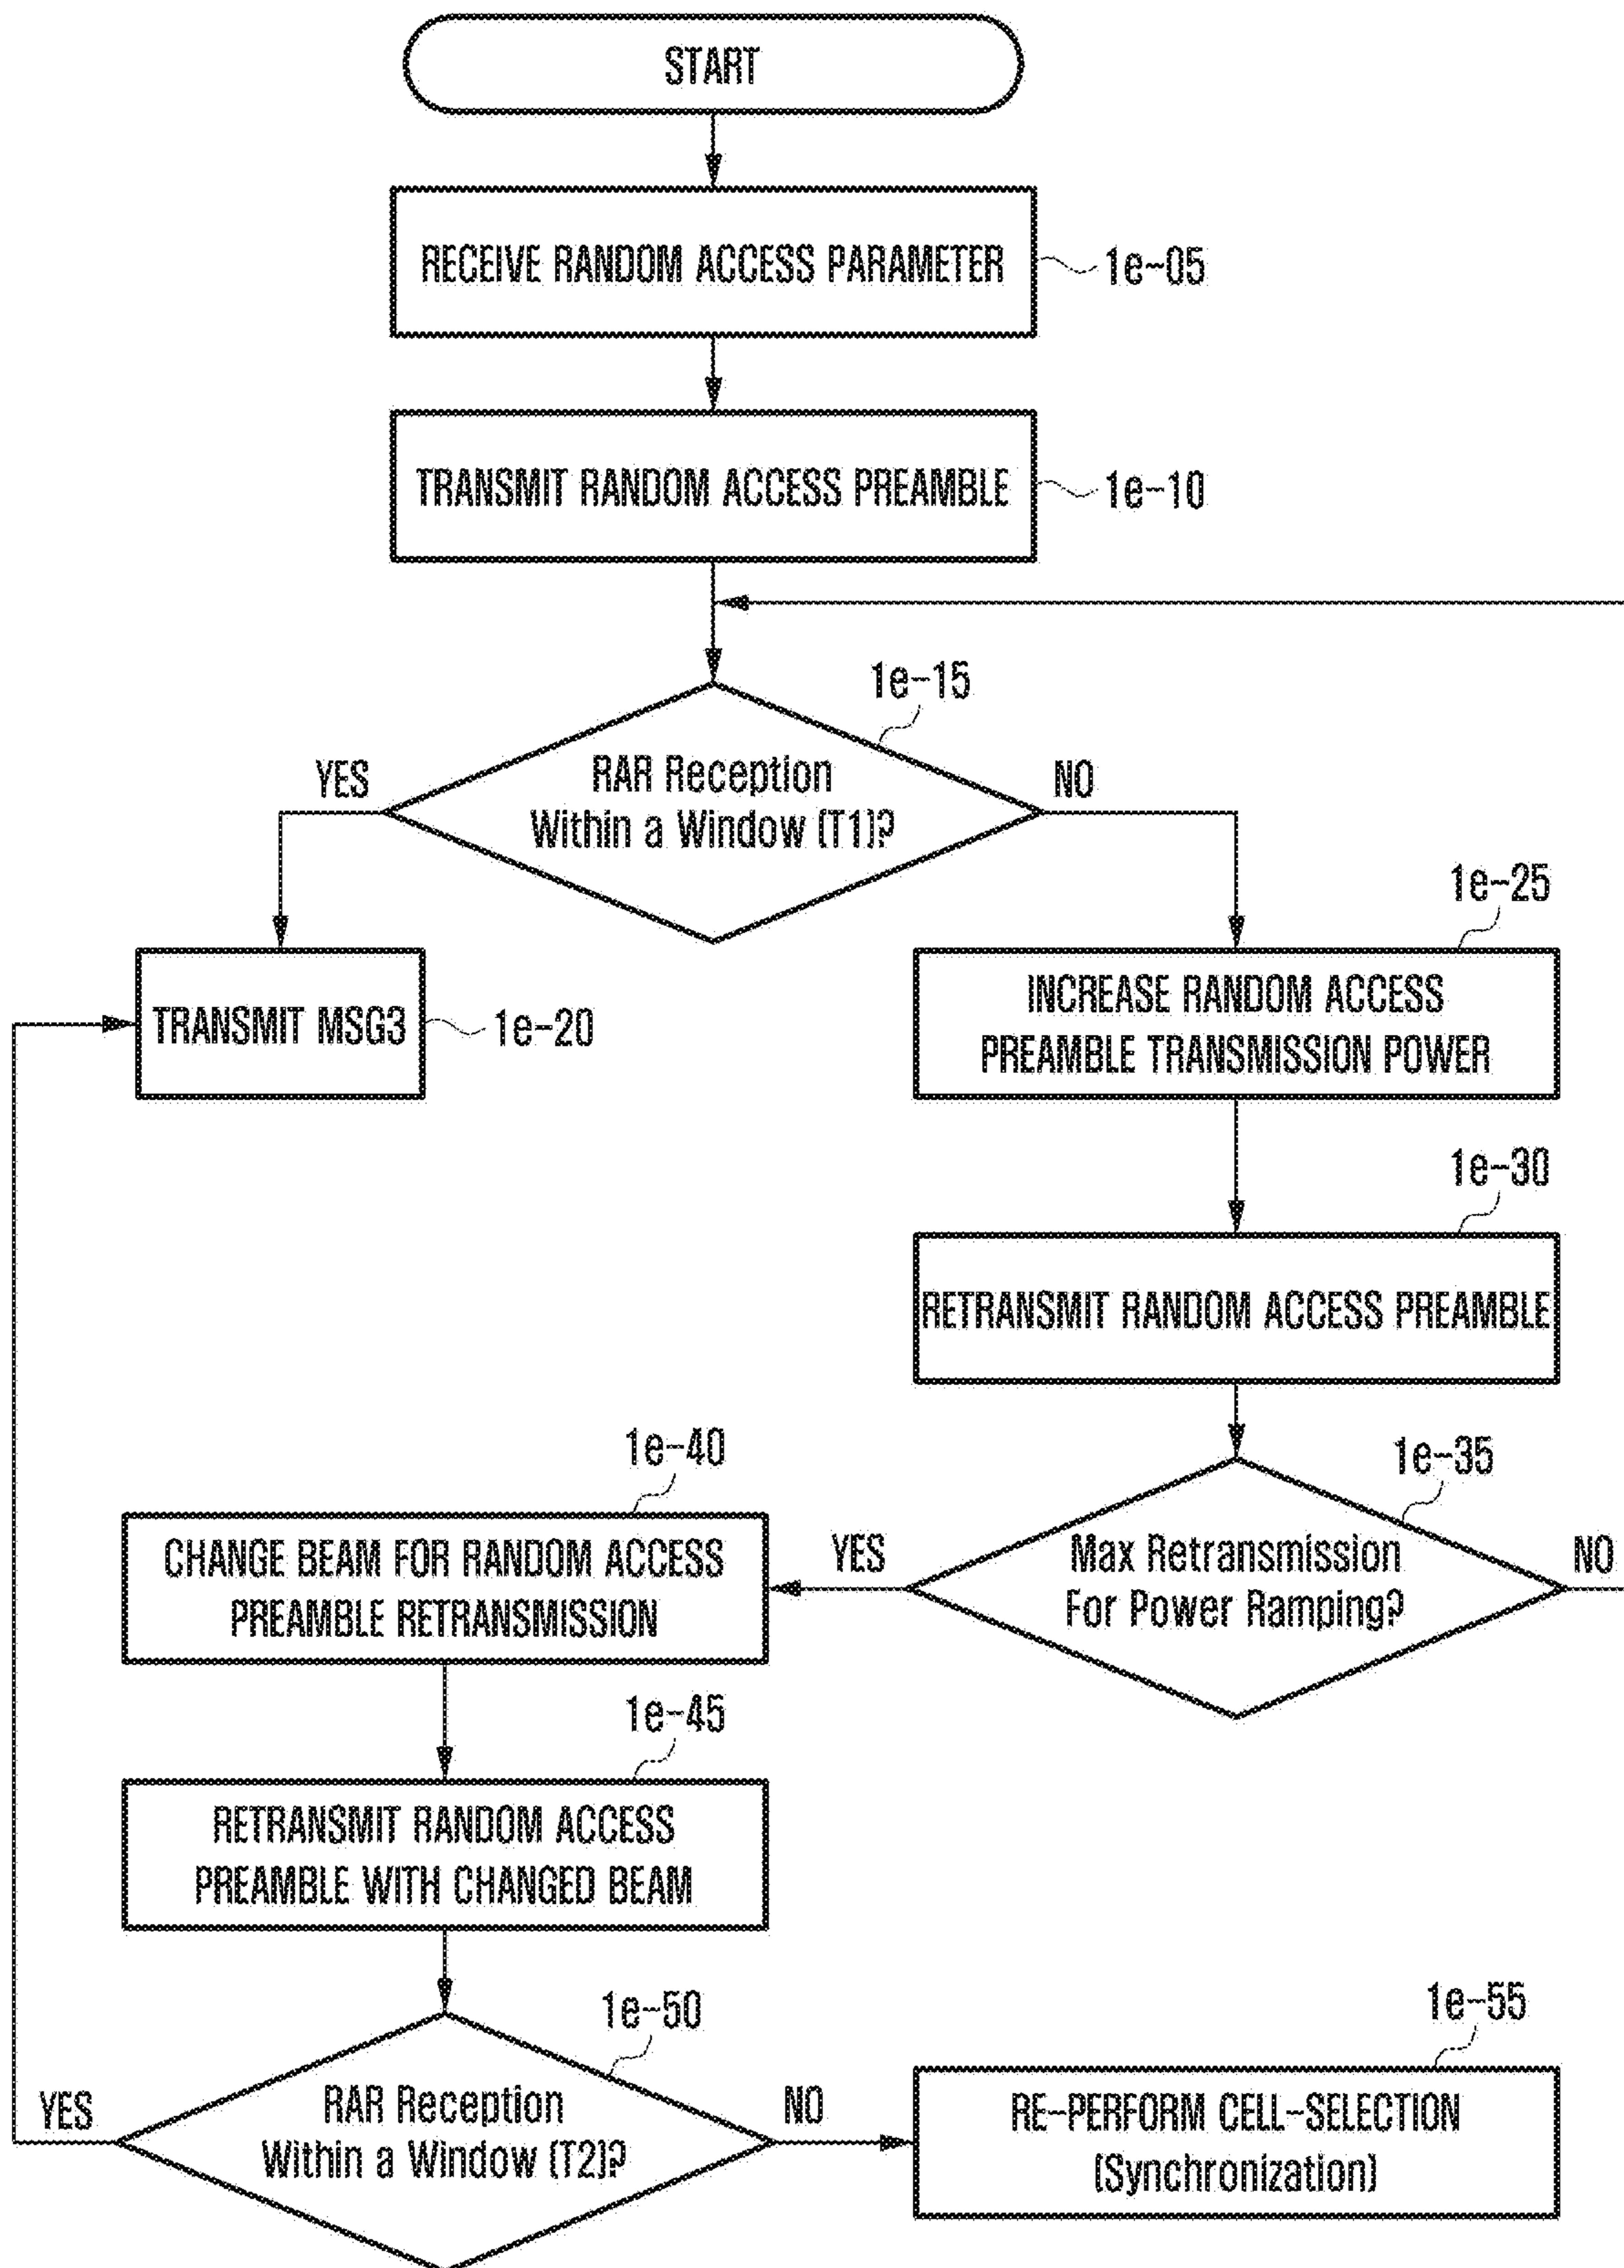 START
RECEIVE RANDOM ACCESS PARAMETER
1e-05
TRANSMIT RANDOM ACCESS PREAMBLE
1e-10
1e-15
YES
RAR Reception
Within a Window (T1)?
NO
1e-25
TRANSMIT MSG3
1e-20
INCREASE RANDOM ACCESS
PREAMBLE TRANSMISSION POWER
1e-30
RETRANSMIT RANDOM ACCESS PREAMBLE
1e-35
1e-40
CHANGE BEAM FOR RANDOM ACCESS
PREAMBLE RETRANSMISSION
YES
Max Retransmission
For Power Ramping?
NO
1e-45
RETRANSMIT RANDOM ACCESS
PREAMBLE WITH CHANGED BEAM
1e-50
YES
RAR Reception
Within a Window (T2)?
NO
1e-55
RE-PERFORM CELL-SELECTION
(Synchronization)